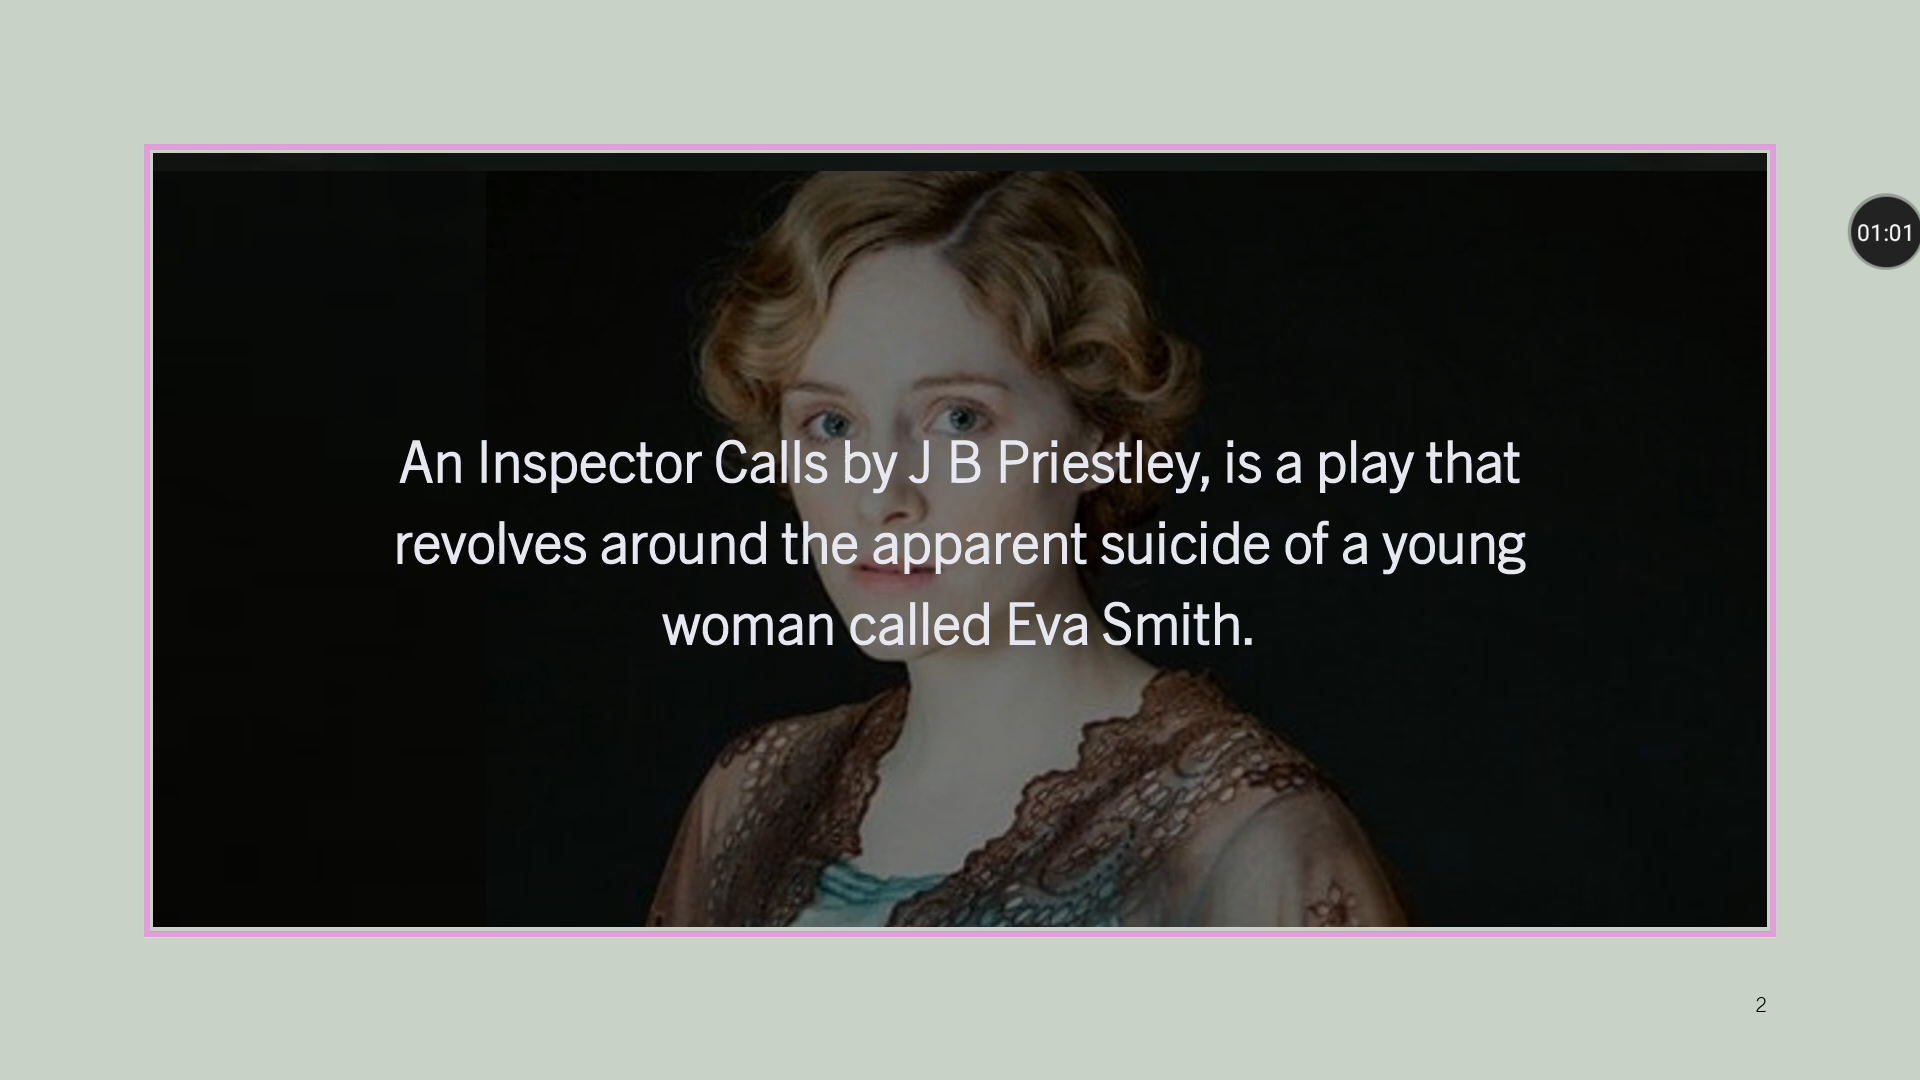 01:01
An Inspector Calls by J B Priestley, is a play that
revolves around the apparent suicide of a young
woman called Eva Smith.
2